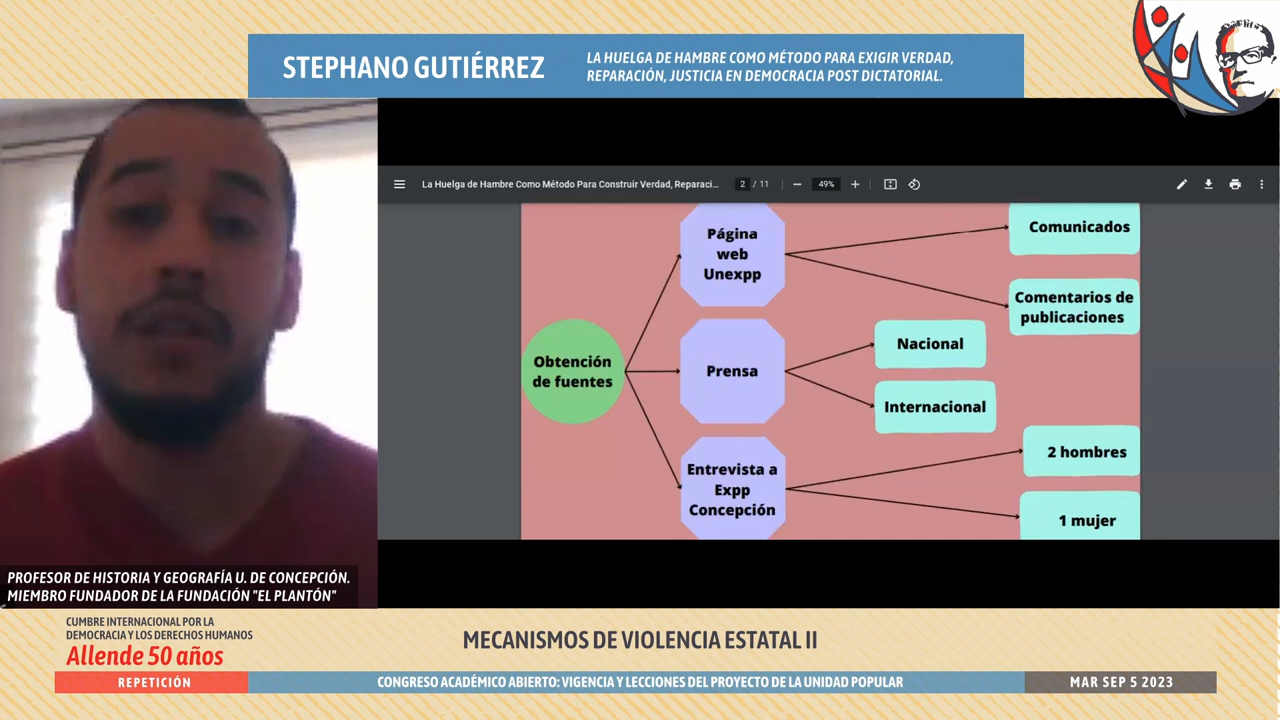 STEPHANO GUTIÉRREZ
LA HUELGA DE HAMBRE COMO MÉTODO PARA EXIGIR VERDAD,
REPARACIÓN, JUSTICIA EN DEMOCRACIA POST DICTATORIAL.
La Huelga de Hambre Como Método Para Construir Verdad, Reparaci... 2 / 11 49%
Página
web
Unexpp
Comunicados
Comentarios de
publicaciones
Obtención
de fuentes
Prensa
Nacional
Internacional
Entrevista a
Expp
Concepción
2 hombres
1 mujer
PROFESOR DE HISTORIA Y GEOGRAFÍA U. DE CONCEPCIÓN.
MIEMBRO FUNDADOR DE LA FUNDACIÓN "EL PLANTÓN"
CUMBRE INTERNACIONAL POR LA
DEMOCRACIA Y LOS DERECHOS HUMANOS
Allende 50 años
MECANISMOS DE VIOLENCIA ESTATAL II
REPETICIÓN
CONGRESO ACADÉMICO ABIERTO: VIGENCIA Y LECCIONES DEL PROYECTO DE LA UNIDAD POPULAR
MAR SEP 5 2023